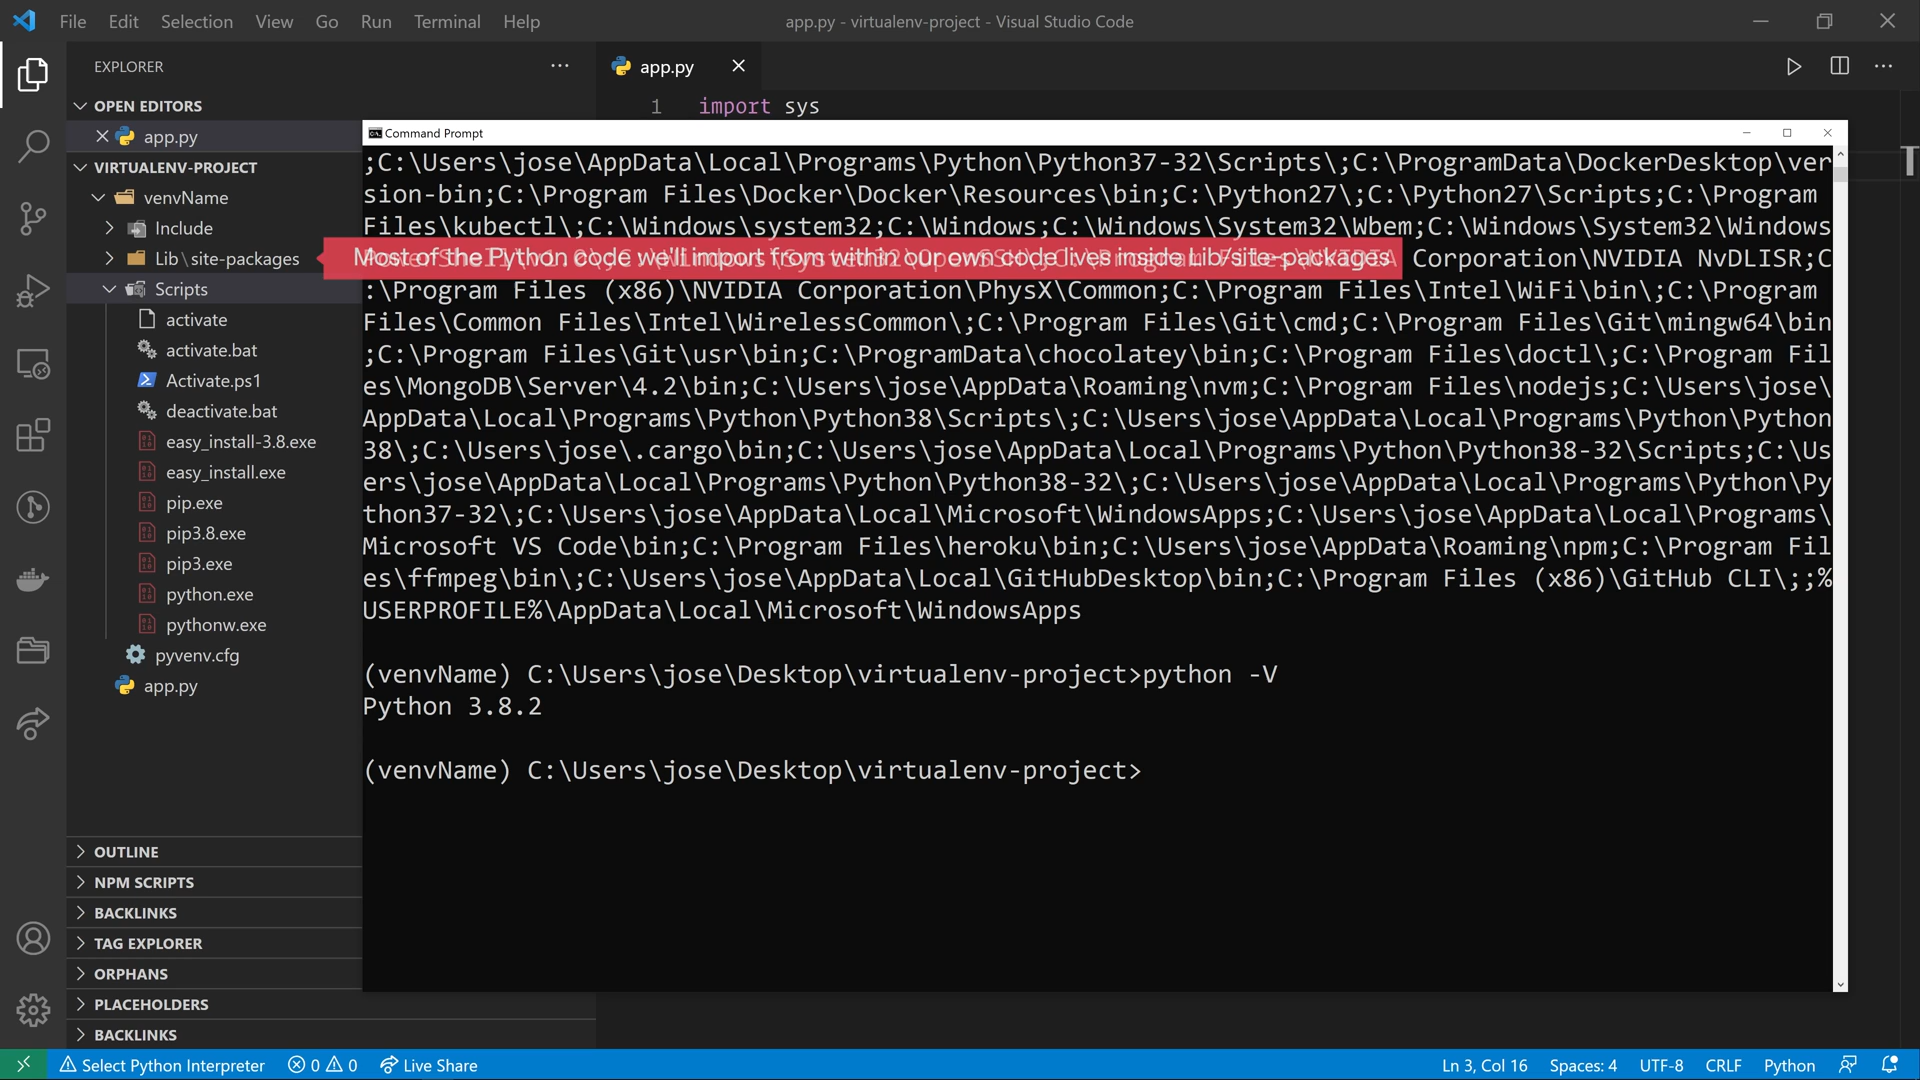 File Edit Selection View Go Run Terminal Help
app.py - virtualenv-project - Visual Studio Code
EXPLORER
app.py
OPEN EDITORS
app.py
VIRTUALENV-PROJECT
venvName
Include
Lib\site-packages
Scripts
activate
activate.bat
Activate.ps1
deactivate.bat
easy_install-3.8.exe
easy_install.exe
pip.exe
pip3.8.exe
pip3.exe
python.exe
pythonw.exe
pyvenv.cfg
app.py
OUTLINE
NPM SCRIPTS
BACKLINKS
TAG EXPLORER
ORPHANS
PLACEHOLDERS
BACKLINKS
1 import sys
Command Prompt
;C:\Users\jose\AppData\Local\Programs\Python\Python37-32\Scripts\;C:\ProgramData\DockerDesktop\ver
sion-bin;C:\Program Files\Docker\Docker\Resources\bin;C:\Python27\;C:\Python27\Scripts;C:\Program
Files\kubectl\;C:\Windows\system32;C:\Windows;C:\Windows\System32\Wbem;C:\Windows\System32\Windows
Most of the Python code we'll import from within our own code lives inside Lib/site-packages
Corporation\NVIDIA NvDLISR;C
:\Program Files (x86)\NVIDIA Corporation\PhysX\Common;C:\Program Files\Intel\WiFi\bin\;C:\Program
Files\Common Files\Intel\WirelessCommon\;C:\Program Files\Git\cmd;C:\Program Files\Git\mingw64\bin
;C:\Program Files\Git\usr\bin;C:\ProgramData\chocolatey\bin;C:\Program Files\doctl\;C:\Program Fil
es\MongoDB\Server\4.2\bin;C:\Users\jose\AppData\Roaming\nvm;C:\Program Files\nodejs;C:\Users\jose\
AppData\Local\Programs\Python\Python38\Scripts\;C:\Users\jose\AppData\Local\Programs\Python\Python
38\;C:\Users\jose\.cargo\bin;C:\Users\jose\AppData\Local\Programs\Python\Python38-32\Scripts;C:\Us
ers\jose\AppData\Local\Programs\Python\Python38-32\;C:\Users\jose\AppData\Local\Programs\Python\Py
thon37-32\;C:\Users\jose\AppData\Local\Microsoft\WindowsApps;C:\Users\jose\AppData\Local\Programs\
Microsoft VS Code\bin;C:\Program Files\heroku\bin;C:\Users\jose\AppData\Roaming\npm;C:\Program Fil
es\ffmpeg\bin\;C:\Users\jose\AppData\Local\GitHubDesktop\bin;C:\Program Files (x86)\GitHub CLI\;;%
USERPROFILE%\AppData\Local\Microsoft\WindowsApps
(venvName) C:\Users\jose\Desktop\virtualenv-project>python -V
Python 3.8.2
(venvName) C:\Users\jose\Desktop\virtualenv-project>
Select Python Interpreter 0 0 Live Share
Ln 3, Col 16 Spaces: 4 UTF-8 CRLF Python